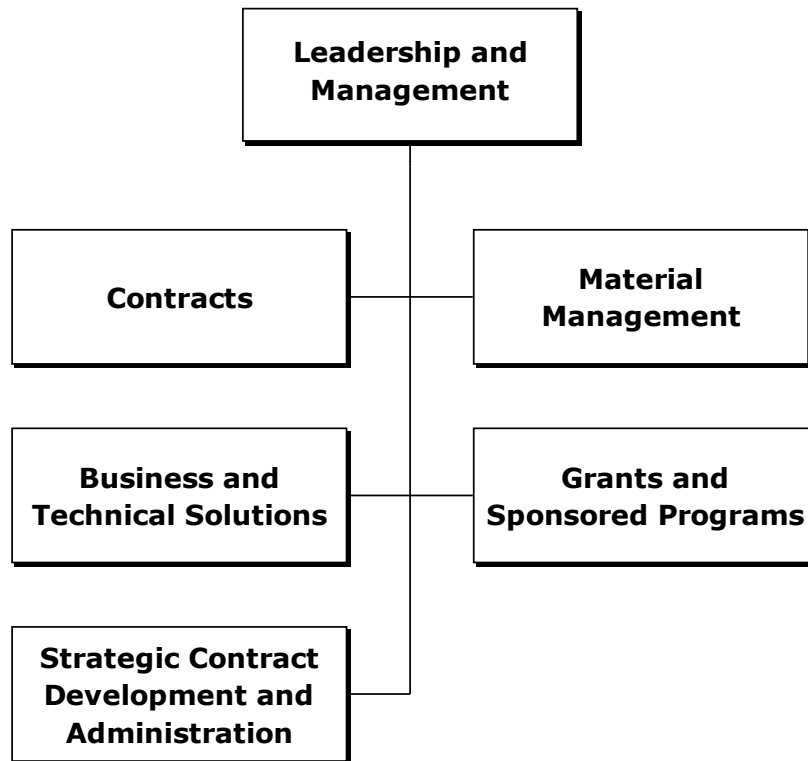 Leadership and
Management
Contracts
Material
Management
Business and
Technical Solutions
Grants and
Sponsored Programs
Strategic Contract
Development and
Administration